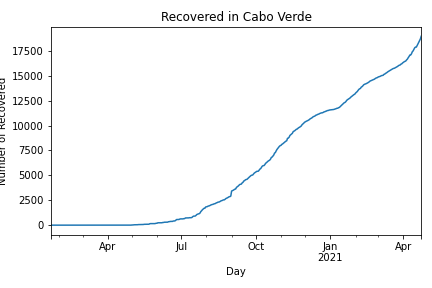 Recovered in Cabo Verde
Number of Recovered
17500
15000
12500
10000
7500
5000
2500
0
Apr
Jul
Oct
Jan
2021
Apr
Day